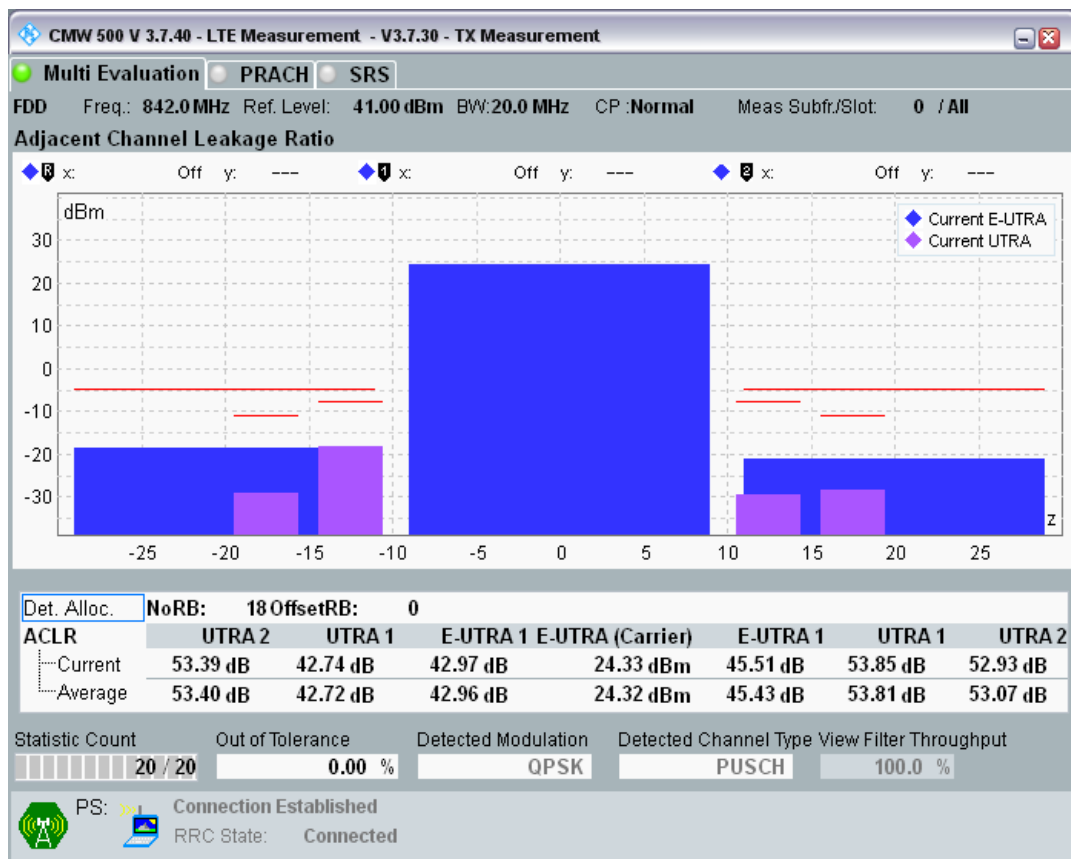 CMW 500 V 3.7.40 - LTE Measurement - V3.7.30 - TX Measurement
Multi Evaluation PRACH SRS
FDD Freq.: 842.0 MHz Ref. Level: 41.00 dBm BW:20.0 MHz CP :Normal Meas Subfr./Slot: 0 / All
Adjacent Channel Leakage Ratio
R x: Off y: --- 1 x: Off y: --- 2 x: Off y: ---
dBm
Current E-UTRA
Current UTRA
30
20
10
0
-10
-20
-30
z
-25 -20 -15 -10 -5 0 5 10 15 20 25
Det. Alloc. NoRB: 18 OffsetRB: 0
ACLR UTRA 2 UTRA 1 E-UTRA 1 E-UTRA (Carrier) E-UTRA 1 UTRA 1 UTRA 2
Current 53.39 dB 42.74 dB 42.97 dB 24.33 dBm 45.51 dB 53.85 dB 52.93 dB
Average 53.40 dB 42.72 dB 42.96 dB 24.32 dBm 45.43 dB 53.81 dB 53.07 dB
Statistic Count Out of Tolerance Detected Modulation Detected Channel Type View Filter Throughput
20 / 20 0.00 % QPSK PUSCH 100.0 %
PS: Connection Established
RRC State: Connected